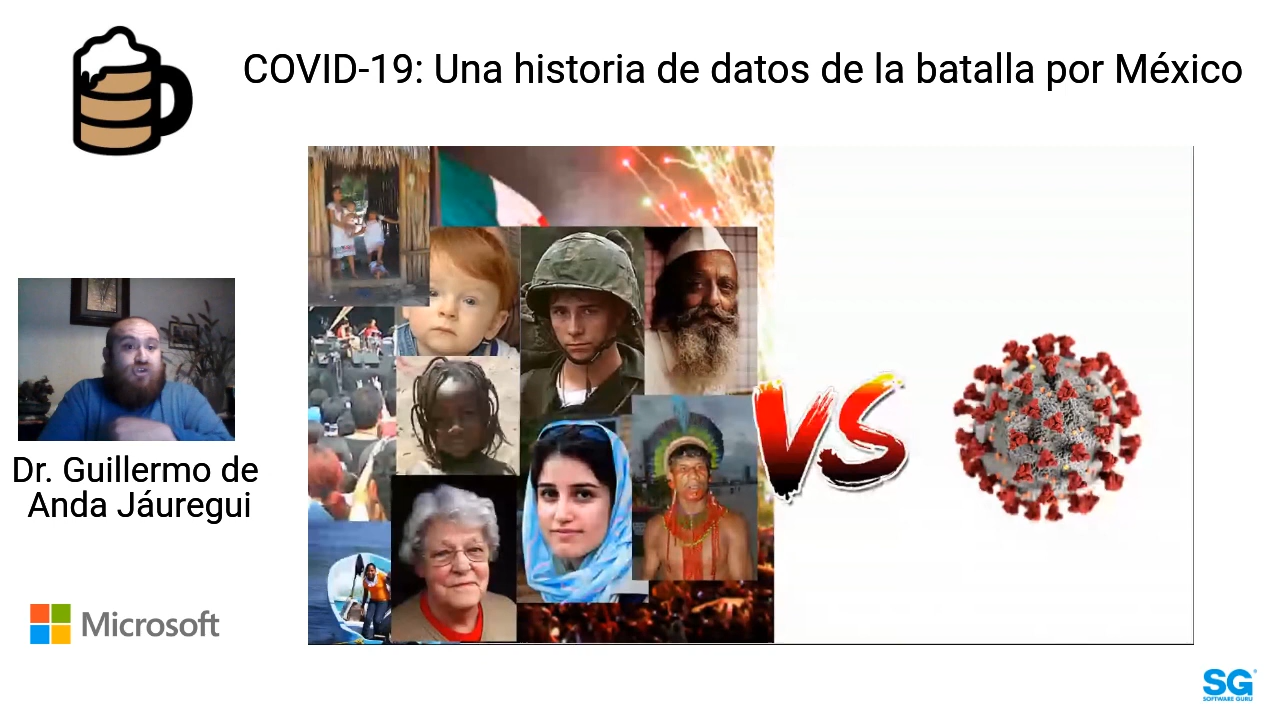 COVID-19: Una historia de datos de la batalla por México
VS
Dr. Guillermo de
Anda Jáuregui
Microsoft
SG
SOFTWARE GURU